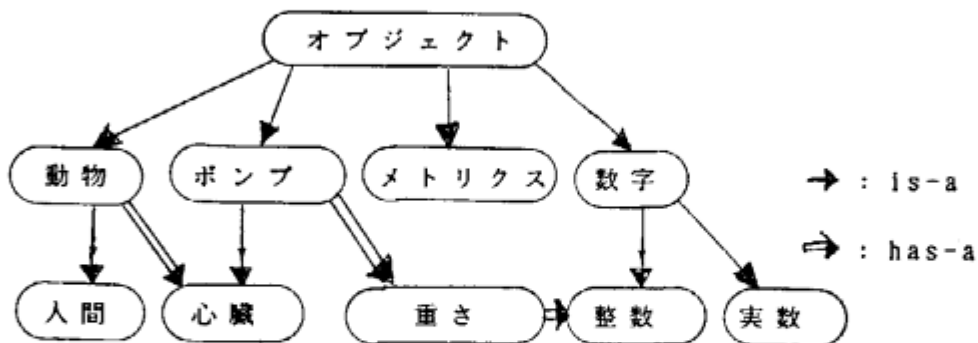 オブジェクト
動物
ポンプ
メトリクス
数字
: is-a
: has-a
人間
心臓
重さ
整数
実数